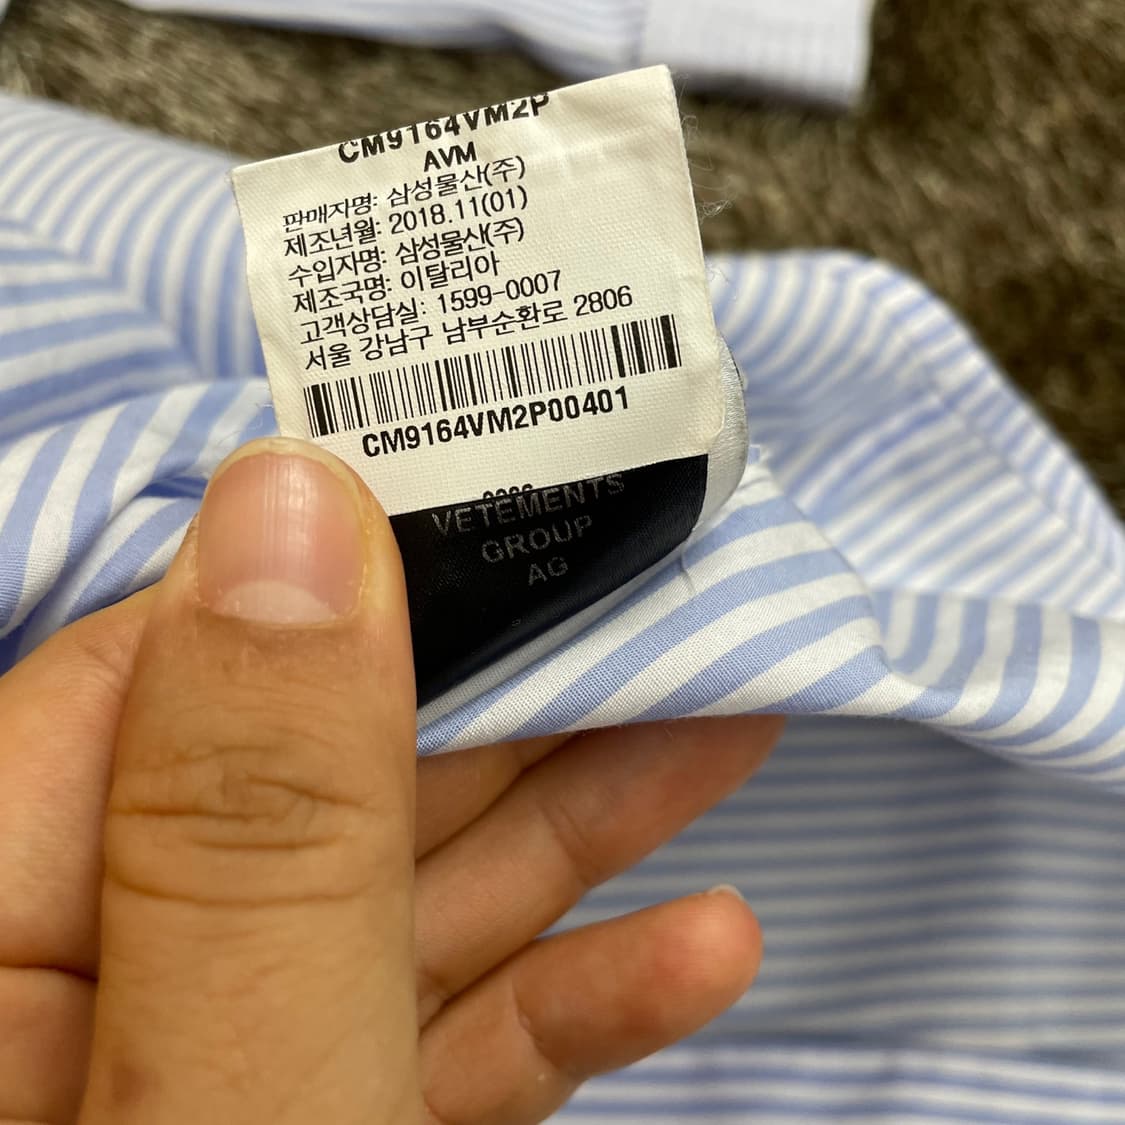 CM9164VM2P
AVM
판매자명: 삼성물산(주)
제조년월: 2018.11(01)
수입자명: 삼성물산(주)
제조국명: 이탈리아
고객상담실: 1599-0007
서울 강남구 남부순환로 2806
CM9164VM2P00401
VETEMENTS
GROUP
AG